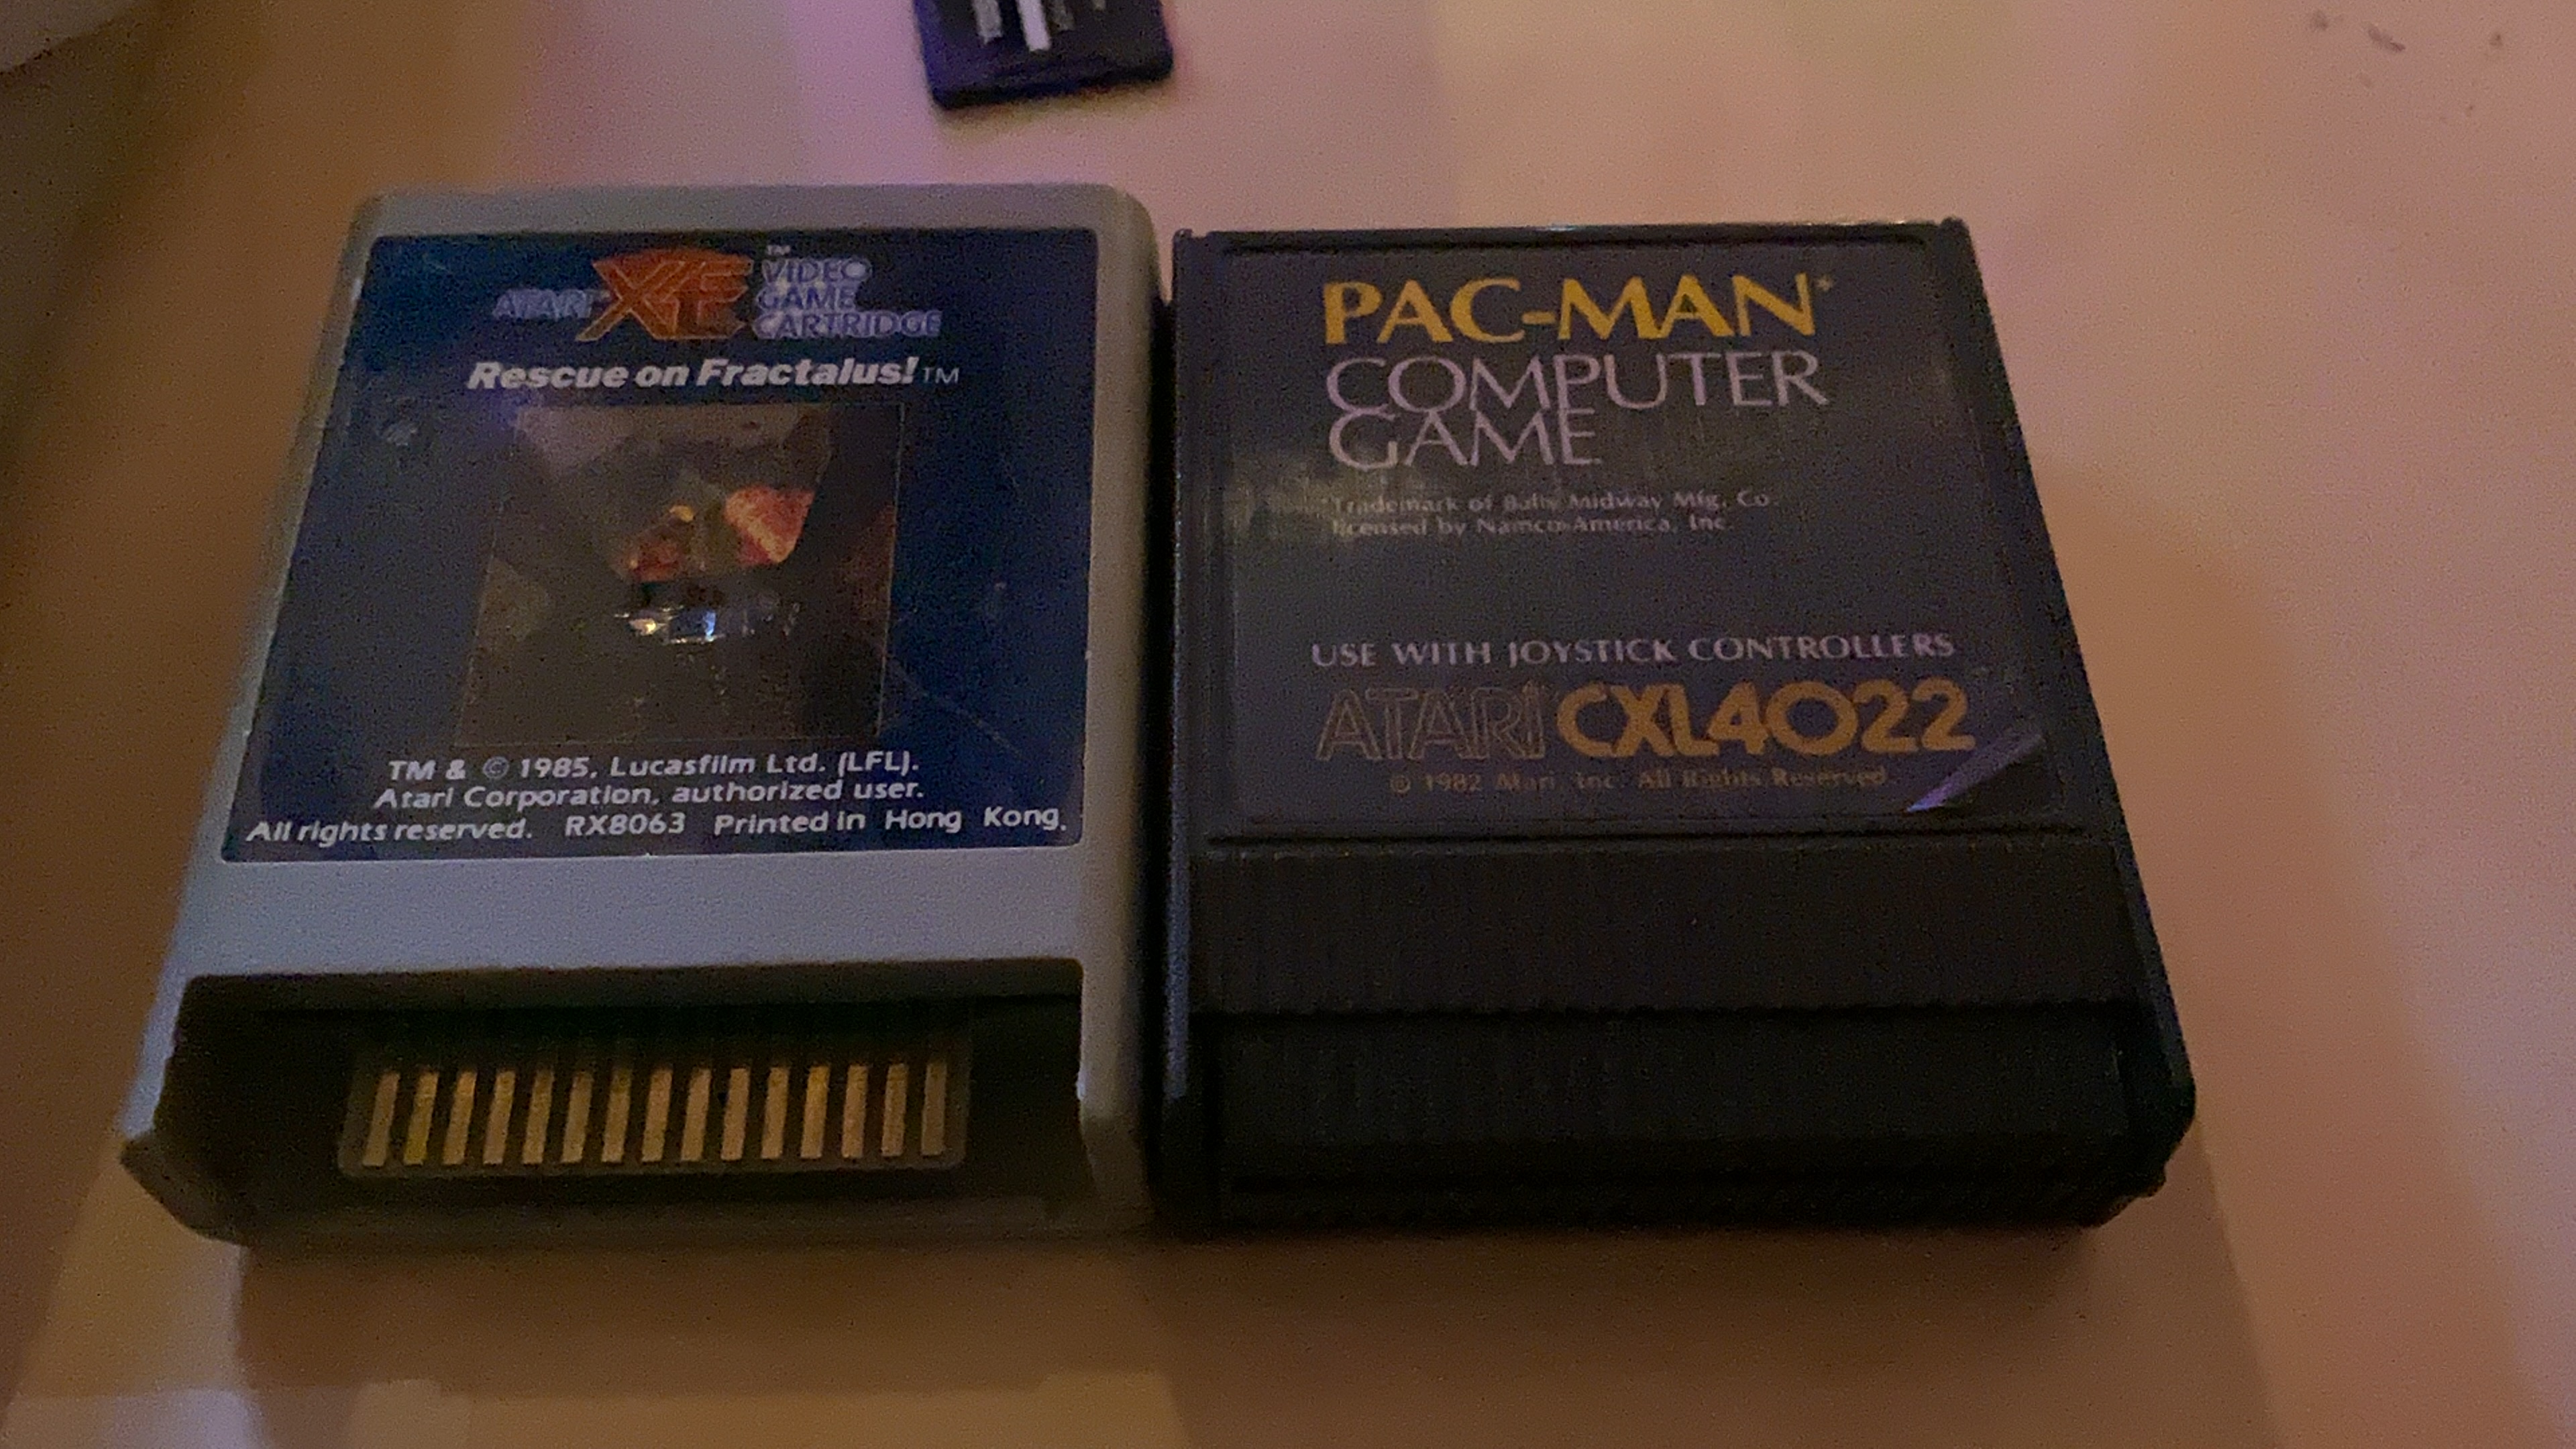 ATARI XE™ VIDEO
GAME
CARTRIDGE
Rescue on Fractalus!™
TM & © 1985, Lucasfilm Ltd. (LFL).
Atari Corporation, authorized user.
All rights reserved. RX8063 Printed in Hong Kong.
PAC-MAN*
COMPUTER
GAME
*Trademark of Bally Midway Mfg. Co.
licensed by Namco-America, Inc.
USE WITH JOYSTICK CONTROLLERS
ATARI CXL4022
© 1982 Atari, Inc. All Rights Reserved.